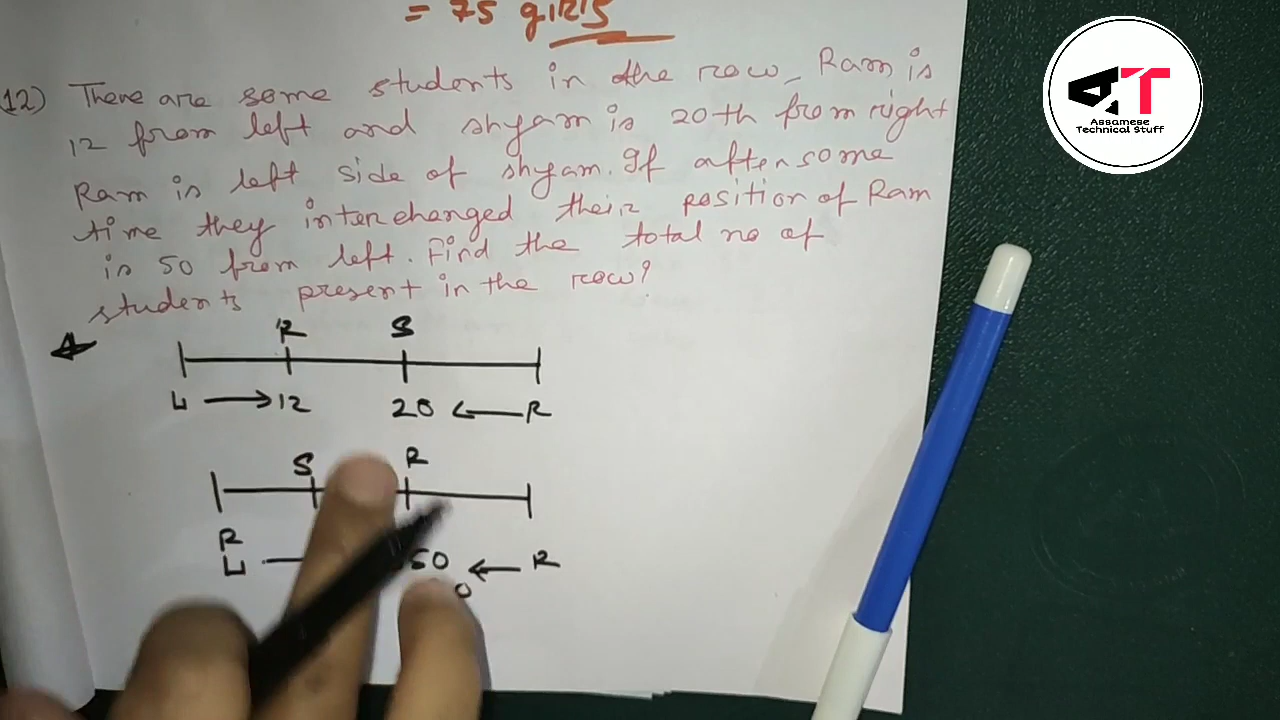 = 75 girls
12) There are some students in the row. Ram is
12 from left and shyam is 20th from right
Ram is left side of shyam. If after some
time they interchanged their position of Ram
is 50 from left. Find the total no of
students present in the row?
R S
L → 12 20 ← R
S R
R
L 50 ← R
0
AT
Assamese
Technical Stuff